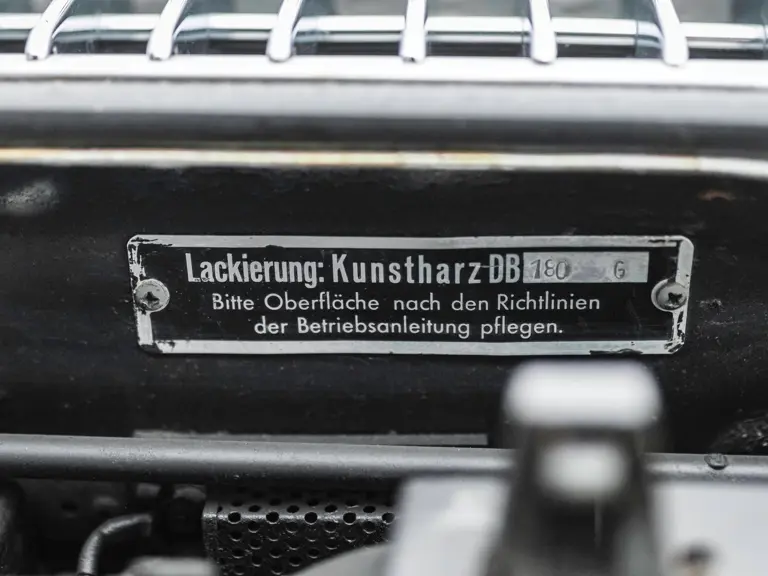 Lackierung: Kunstharz DB 180 G
Bitte Oberfläche nach den Richtlinien
der Betriebsanleitung pflegen.